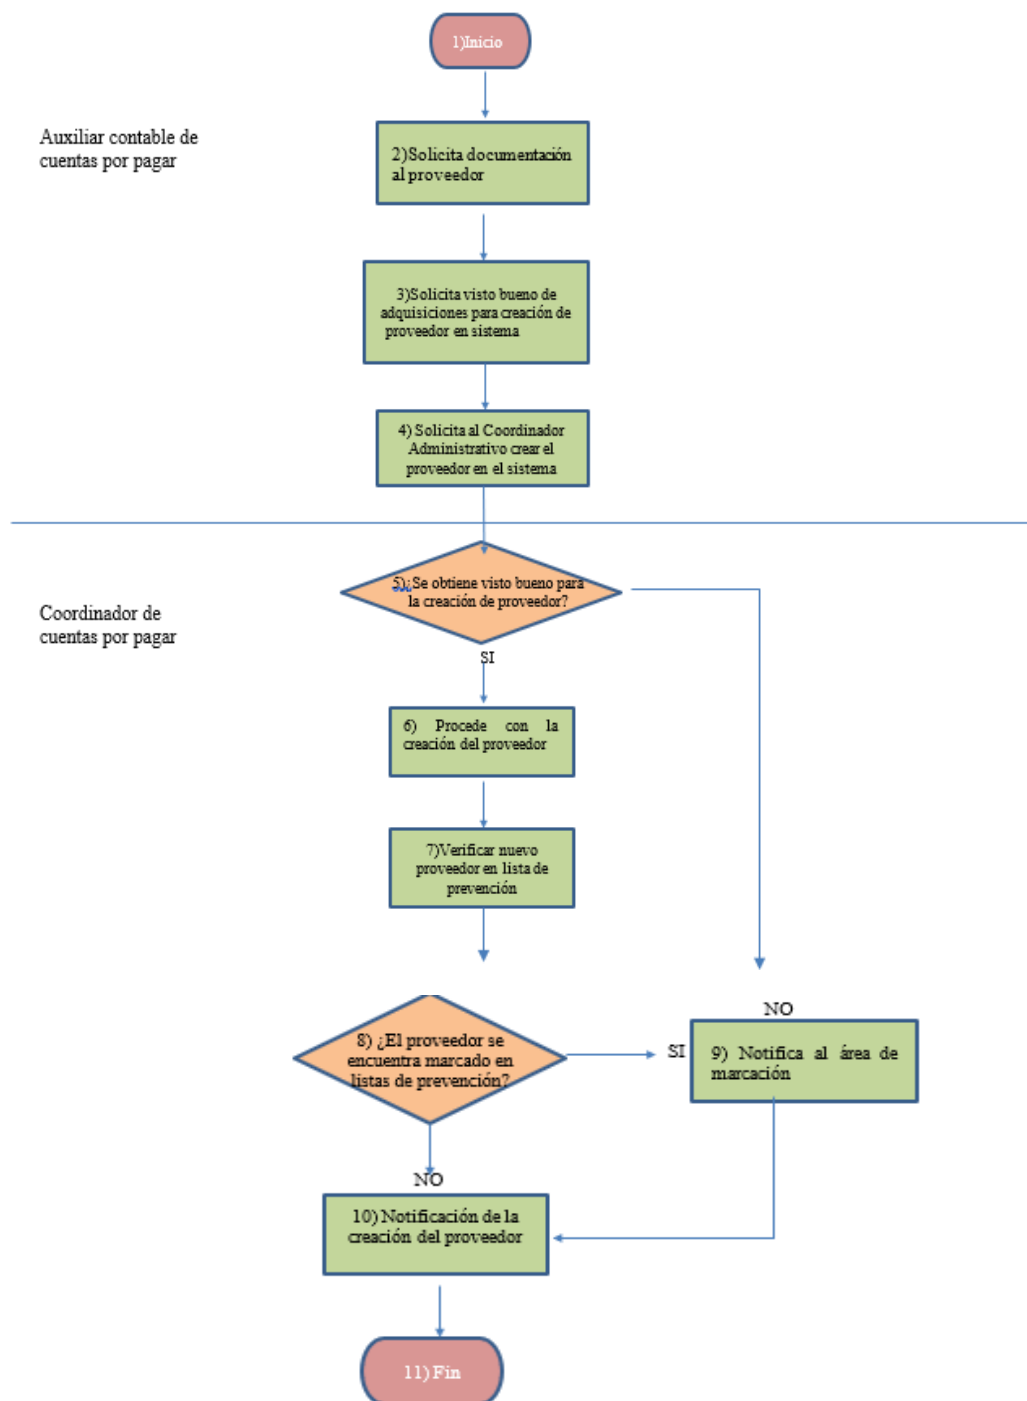 1)Inicio
Auxiliar contable de
cuentas por pagar
2)Solicita documentación
al proveedor
3)Solicita visto bueno de
adquisiciones para creación de
proveedor en sistema
4) Solicita al Coordinador
Administrativo crear el
proveedor en el sistema
5)¿Se obtiene visto bueno para
la creación de proveedor?
Coordinador de
cuentas por pagar
SI
6) Procede con la
creación del proveedor
7)Verificar nuevo
proveedor en lista de
prevención
NO
8) ¿El proveedor se
encuentra marcado en
listas de prevención?
SI
9) Notifica al área de
marcación
NO
10) Notificación de la
creación del proveedor
11) Fin